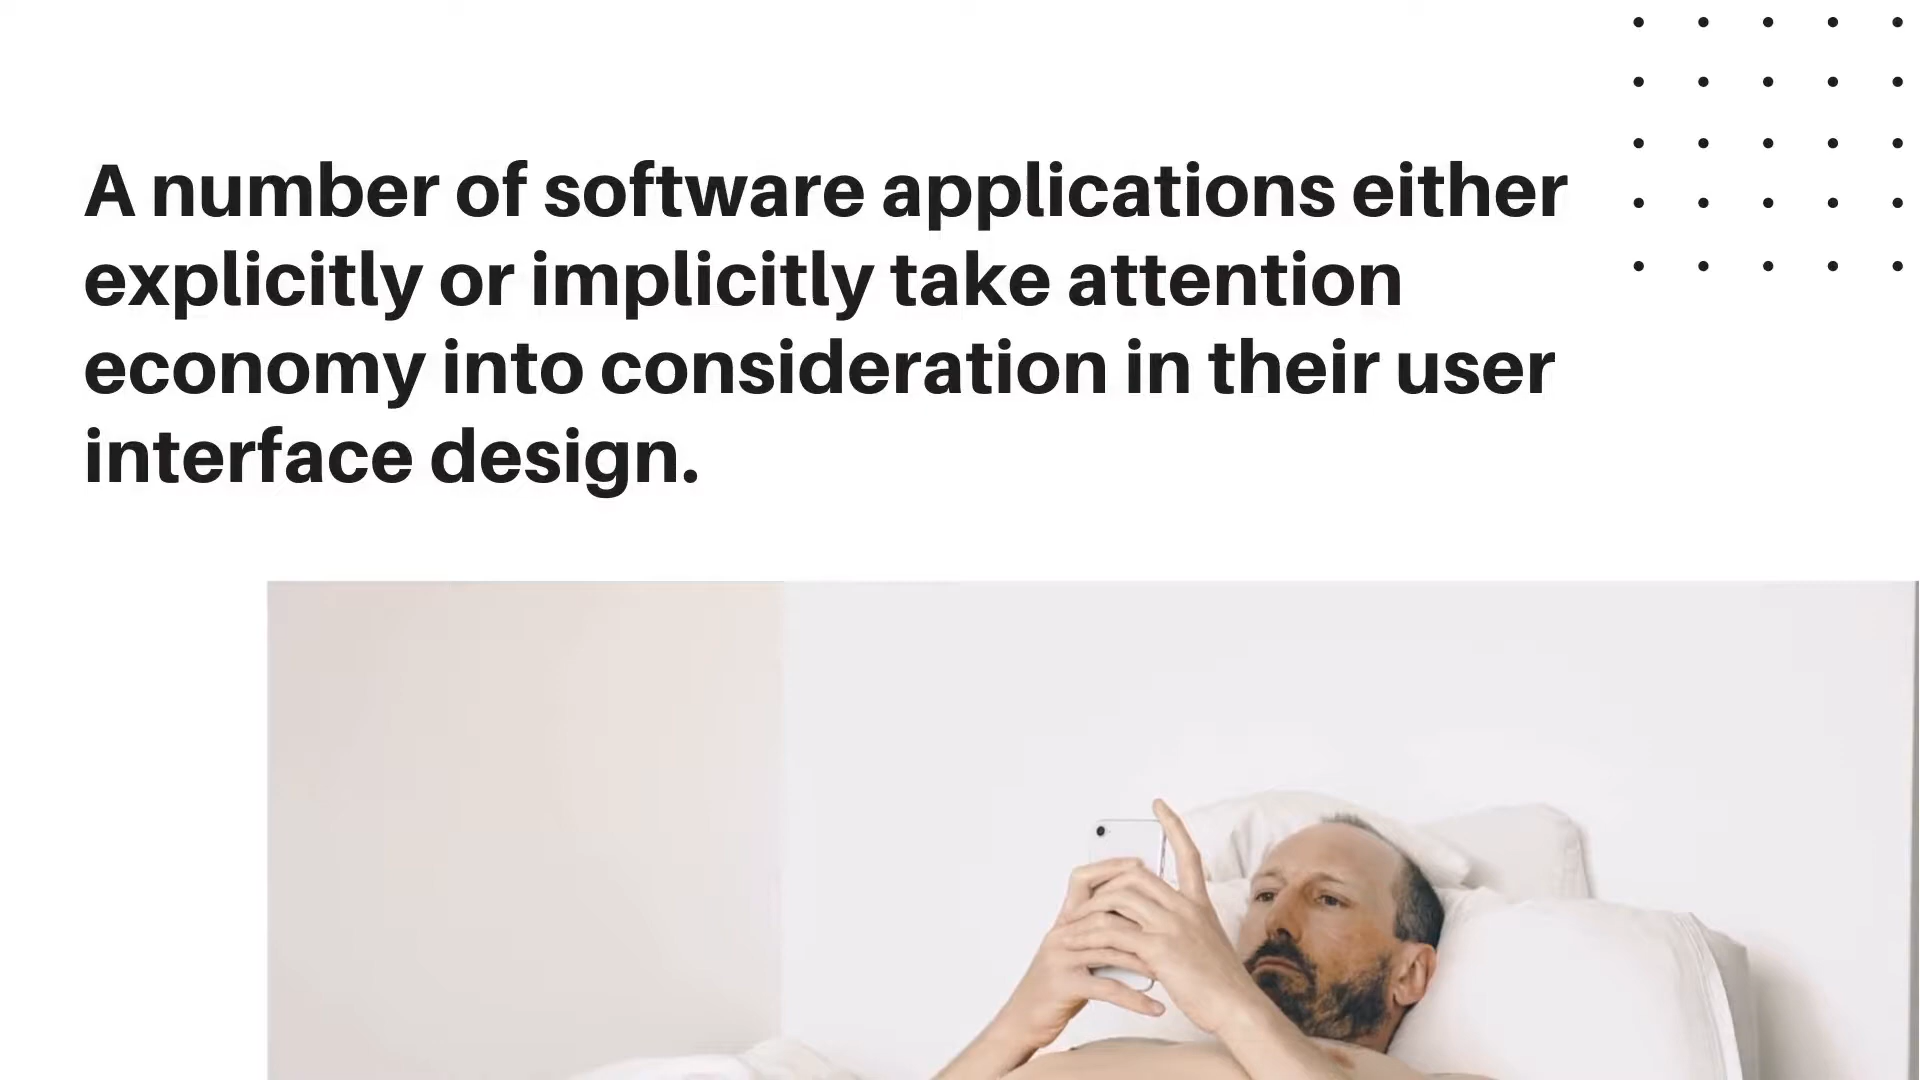 A number of software applications either
explicitly or implicitly take attention
economy into consideration in their user
interface design.